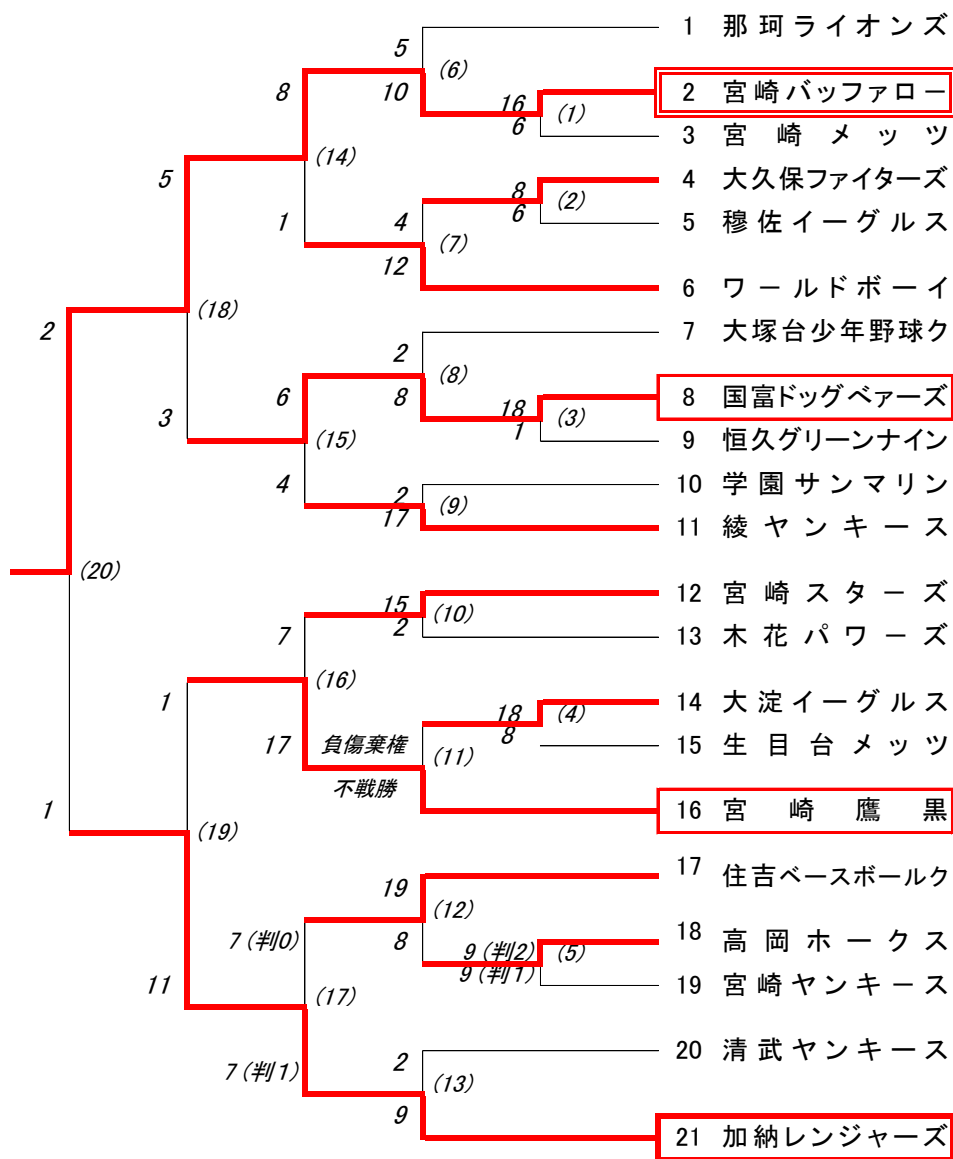 1 那珂ライオンズ
5
(6)
8
10
2 宮崎バッファロー
16
(1)
6
3 宮崎メッツ
(14)
5
4 大久保ファイターズ
8
(2)
6
1
4
5 穆佐イーグルス
(7)
12
6 ワールドボーイ
(18)
2
7 大塚台少年野球ク
2
(8)
6
8
8 国富ドッグベァーズ
18
(3)
1
3
(15)
9 恒久グリーンナイン
4
2
10 学園サンマリン
(9)
17
11 綾ヤンキース
(20)
12 宮崎スターズ
15
(10)
2
7
13 木花パワーズ
(16)
1
14 大淀イーグルス
18
(4)
8
17
負傷棄権
15 生目台メッツ
(11)
不戦勝
1
16 宮崎鷹黒
(19)
17 住吉ベースボールク
19
(12)
7(判0)
8
18 高岡ホークス
9(判2)
(5)
9(判1)
11
19 宮崎ヤンキース
(17)
20 清武ヤンキース
2
7(判1)
(13)
9
21 加納レンジャーズ